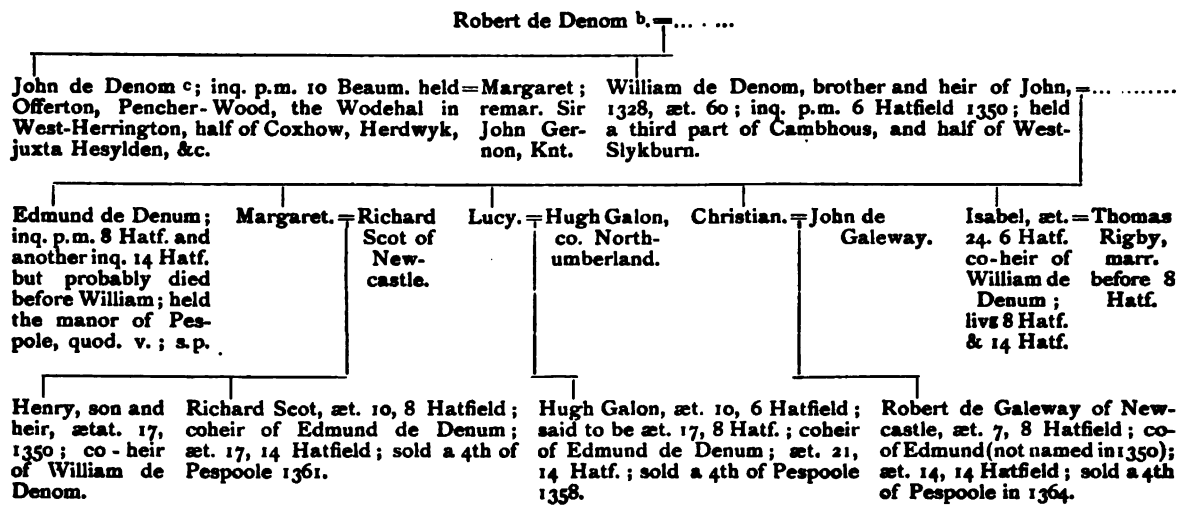 Robert de Denom b.=... . ...
John de Denom c; inq. p.m. 10 Beaum. held
Offerton, Pencher-Wood, the Wodehal in
West-Herrington, half of Coxhow, Herdwyk,
juxta Hesylden, &c.
=Margaret;
remar. Sir
John Ger-
non, Knt.
William de Denom, brother and heir of John,=... ........
1328, æt. 60; inq. p.m. 6 Hatfield 1350; held
a third part of Cambhous, and half of West-
Slykburn.
Edmund de Denum;
inq. p.m. 8 Hatf. and
another inq. 14 Hatf.
but probably died
before William; held
the manor of Pes-
pole, quod. v.; s.p.
Margaret.=Richard
Scot of
New-
castle.
Lucy.=Hugh Galon,
co. North-
umberland.
Christian.=John de
Galeway.
Isabel, æt.
24. 6 Hatf.
co-heir of
William de
Denum;
livg 8 Hatf.
& 14 Hatf.
=Thomas
Rigby,
marr.
before 8
Hatf.
Henry, son and
heir, ætat. 17,
1350; co-heir
of William de
Denom.
Richard Scot, æt. 10, 8 Hatfield;
coheir of Edmund de Denum;
æt. 17, 14 Hatfield; sold a 4th of
Pespoole 1361.
Hugh Galon, æt. 10, 6 Hatfield;
said to be æt. 17, 8 Hatf.; coheir
of Edmund de Denum; æt. 21,
14 Hatf.; sold a 4th of Pespoole
1358.
Robert de Galeway of New-
castle, æt. 7, 8 Hatfield; co-
of Edmund (not named in 1350);
æt. 14, 14 Hatfield; sold a 4th
of Pespoole in 1364.